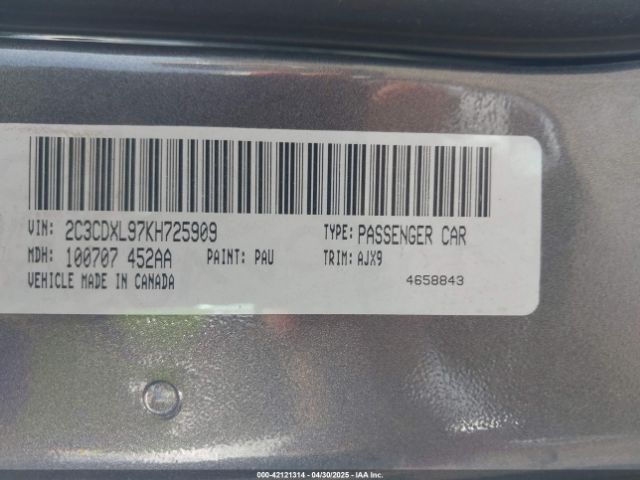 VIN: 2C3CDXL97KH725909 TYPE: PASSENGER CAR
MDH: 100707 452AA PAINT: PAU TRIM: AJX9
VEHICLE MADE IN CANADA 4658843
000-42121314 - 04/30/2025 - IAA Inc.